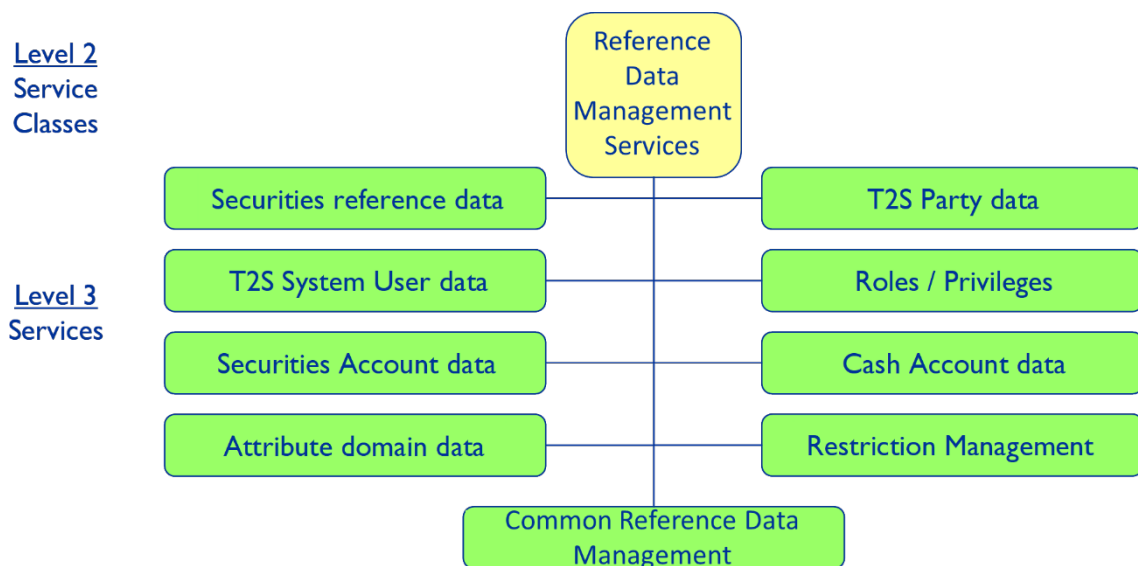 Level 2
Service
Classes
Reference
Data
Management
Services
Securities reference data
T2S Party data
T2S System User data
Roles / Privileges
Level 3
Services
Securities Account data
Cash Account data
Attribute domain data
Restriction Management
Common Reference Data
Management